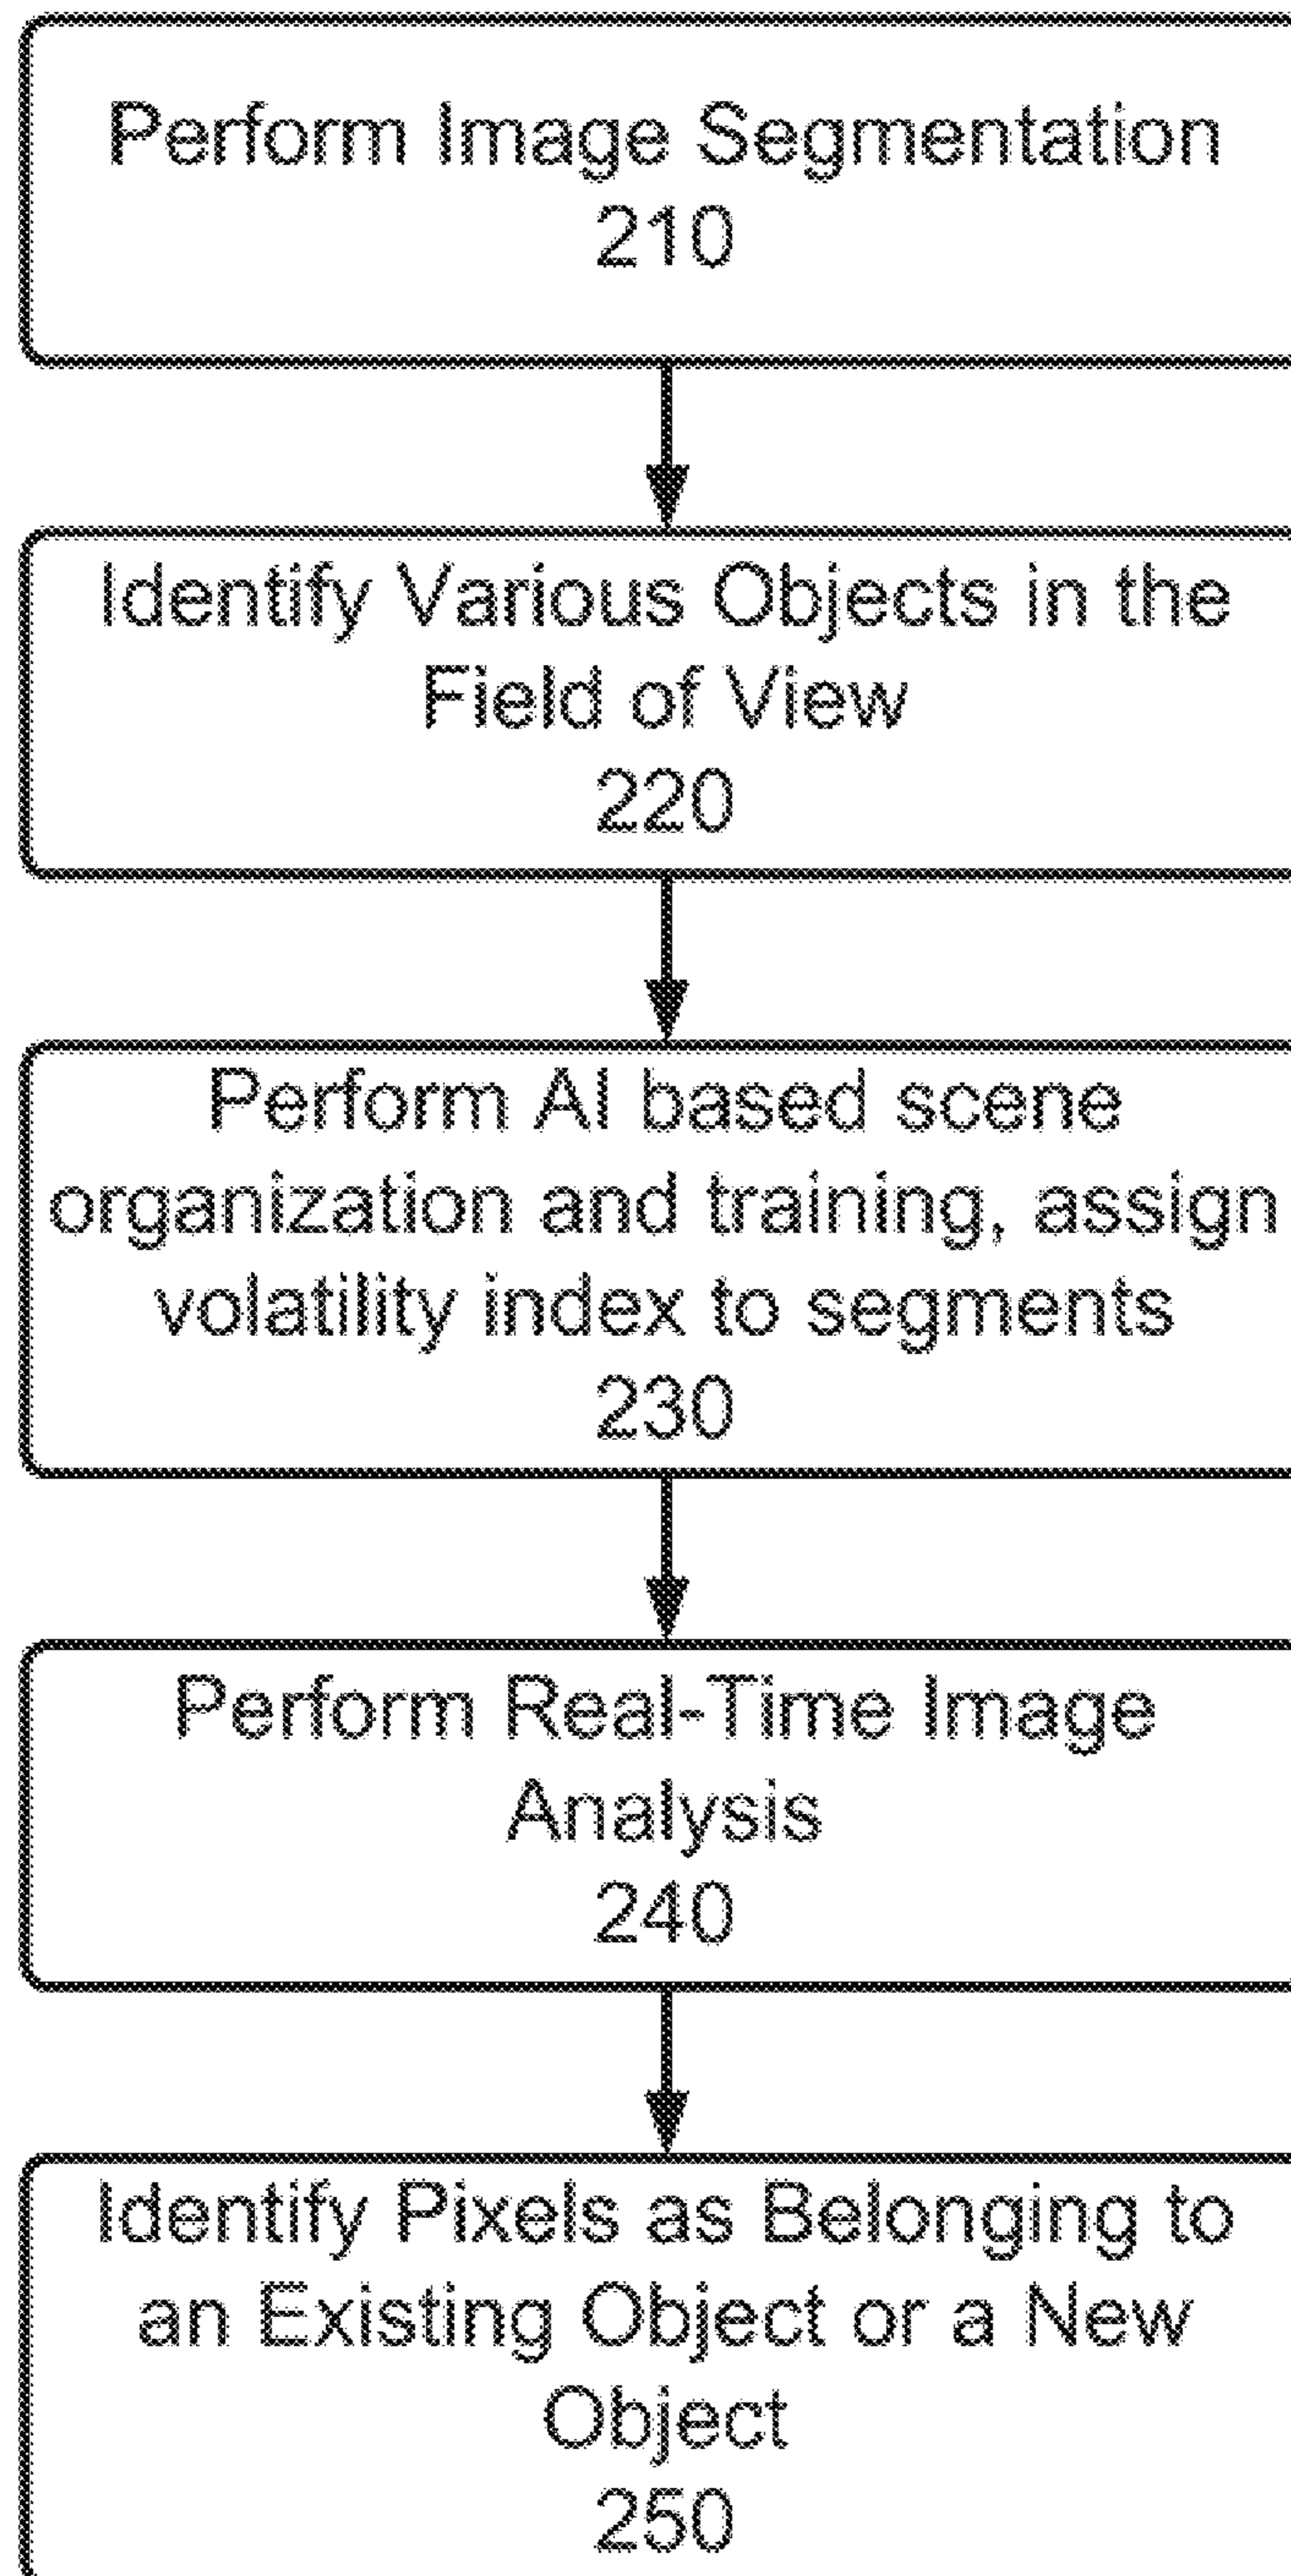 Perform Image Segmentation
210
Identify Various Objects in the
Field of View
220
Perform AI based scene
organization and training, assign
volatility index to segments
230
Perform Real-Time Image
Analysis
240
Identify Pixels as Belonging to
an Existing Object or a New
Object
250